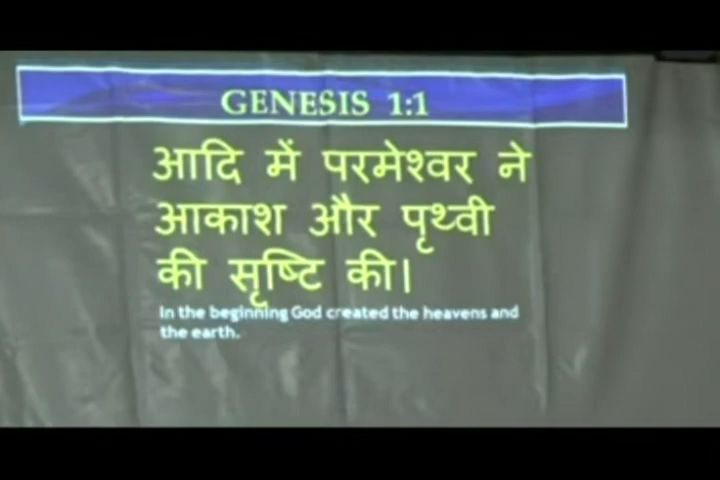 GENESIS 1:1
आदि में परमेश्वर ने
आकाश और पृथ्वी
की सृष्टि की।
In the beginning God created the heavens and
the earth.